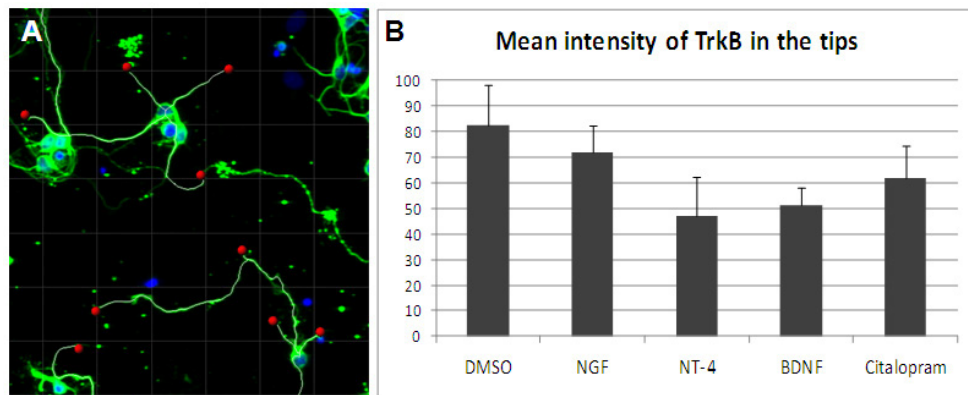 A
B
Mean intensity of TrkB in the tips
100
90
80
70
60
50
40
30
20
10
0
DMSO NGF NT-4 BDNF Citalopram